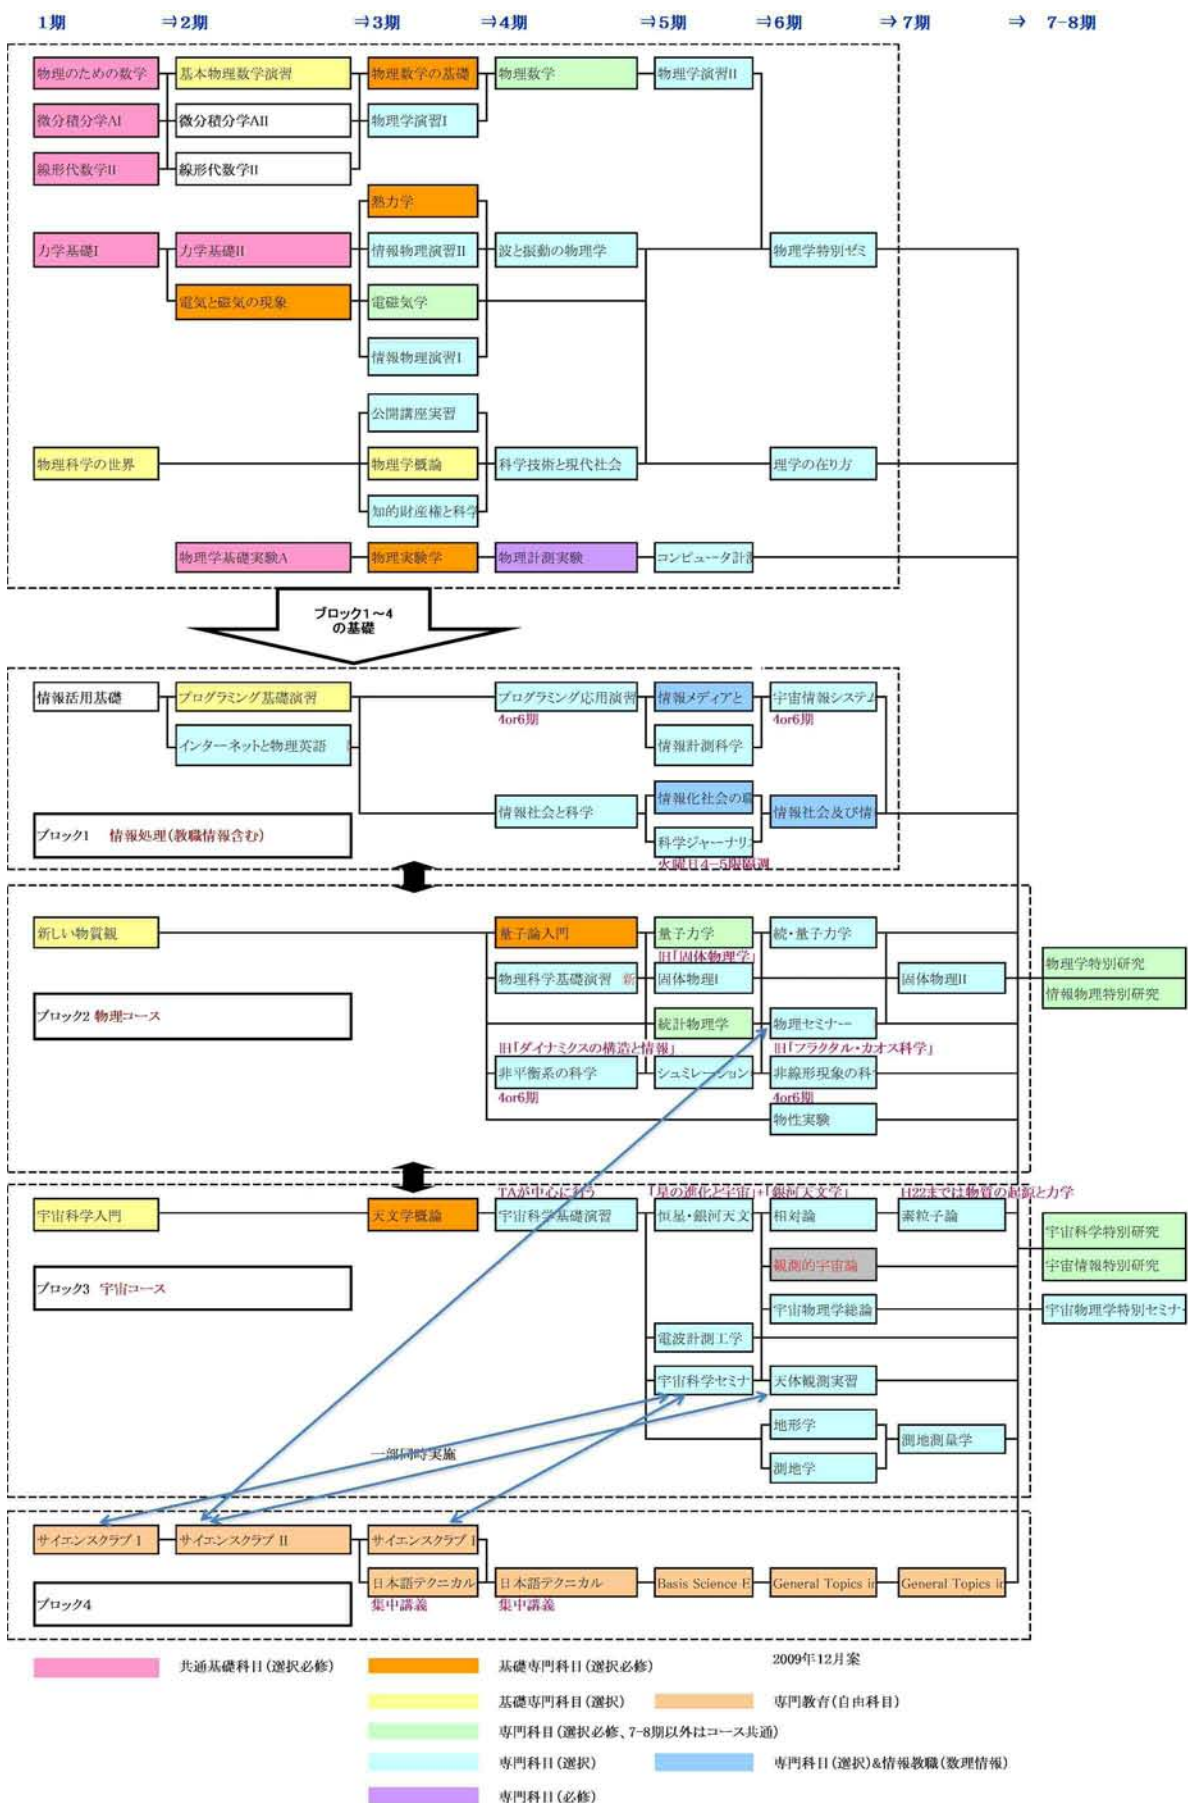 1期 ⇒2期 ⇒3期 ⇒4期 ⇒5期 ⇒6期 ⇒7期 ⇒ 7-8期
物理のための数学 基本物理数学演習 物理数学の基礎 物理数学 物理学演習II
微分積分学AI 微分積分学AII 物理学演習I
線形代数学II 線形代数学II
熱力学
力学基礎I 力学基礎II 情報物理演習II 波と振動の物理学 物理学特別ゼミ
電気と磁気の現象 電磁気学
情報物理演習I
公開講座実習
物理科学の世界 物理学概論 科学技術と現代社会 理学の在り方
知的財産権と科学
物理学基礎実験A 物理実験学 物理計測実験 コンピュータ計測
ブロック1～4
の基礎
情報活用基礎 プログラミング基礎演習 プログラミング応用演習 情報メディアと 宇宙情報システム
4or6期 4or6期
インターネットと物理英語 情報計測科学
情報化社会の職
情報社会と科学 情報社会及び情
ブロック1 情報処理(教職情報含む) 科学ジャーナリス
火曜日4-5限隔週
新しい物質観 量子論入門 量子力学 続・量子力学
旧「固体物理学」
物理科学基礎演習 新 固体物理I 固体物理II
物理学特別研究
情報物理特別研究
ブロック2 物理コース 統計物理学 物理セミナー
旧「ダイナミクスの構造と情報」 旧「フラクタル・カオス科学」
非平衡系の科学 シュミレーション 非線形現象の科
4or6期 4or6期
物性実験
TAが中心に行う 「星の進化と宇宙」+「銀河天文学」 H22までは物質の起源と力学
宇宙科学入門 天文学概論 宇宙科学基礎演習 恒星・銀河天文 相対論 素粒子論
宇宙科学特別研究
ブロック3 宇宙コース 観測的宇宙論 宇宙情報特別研究
宇宙物理学総論 宇宙物理学特別セミナ
電波計測工学
宇宙科学セミナ 天体観測実習
地形学
一部同時実施 測地測量学
測地学
サイエンスクラブ I サイエンスクラブ II サイエンスクラブ I
日本語テクニカル 日本語テクニカル Basis Science E General Topics in General Topics in
集中講義 集中講義
ブロック4
共通基礎科目(選択必修) 基礎専門科目(選択必修) 2009年12月案
基礎専門科目(選択) 専門教育(自由科目)
専門科目(選択必修、7-8期以外はコース共通)
専門科目(選択) 専門科目(選択)&情報教職(数理情報)
専門科目(必修)